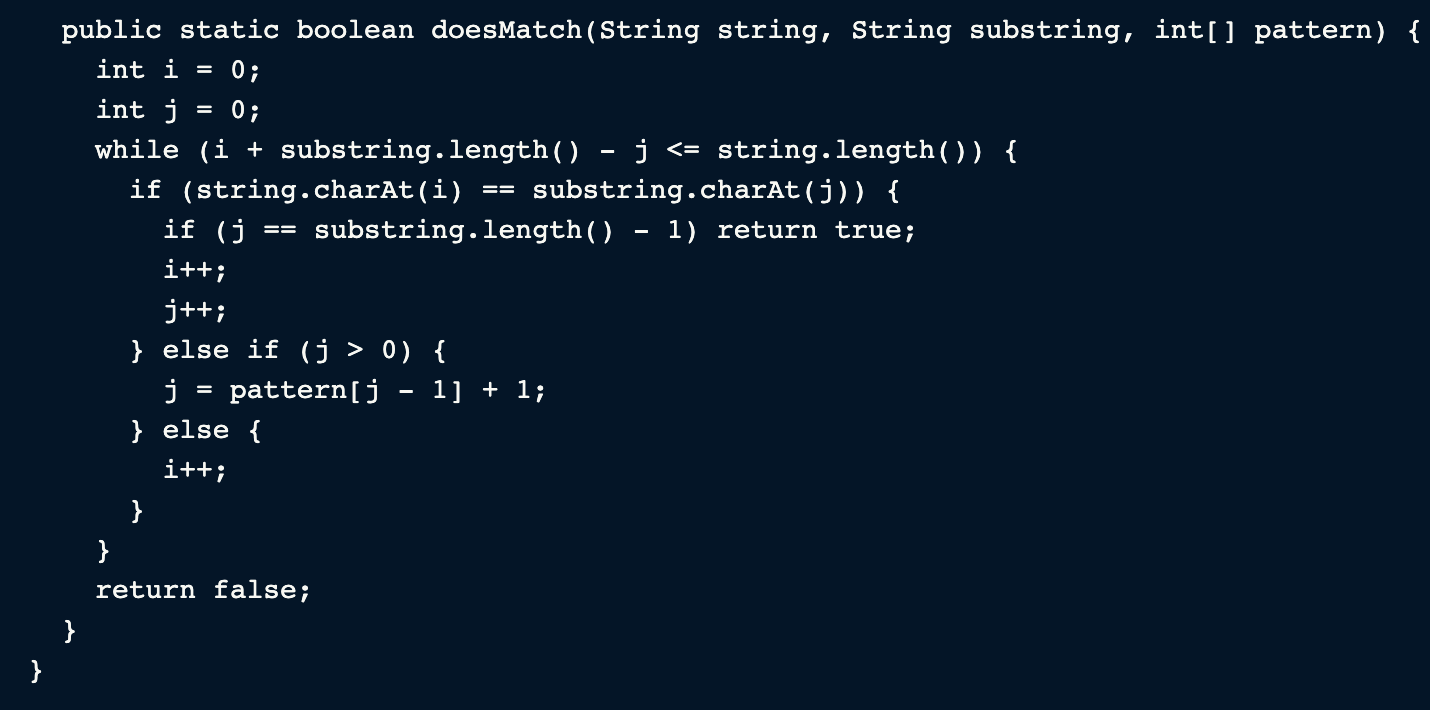 public static boolean doesMatch(String string, String substring, int[] pattern) {
int i = 0;
int j = 0;
while (i + substring.length() - j <= string.length()) {
if (string.charAt(i) == substring.charAt(j)) {
if (j == substring.length() - 1) return true;
i++;
j++;
} else if (j > 0) {
j = pattern[j - 1] + 1;
} else {
i++;
}
}
return false;
}
}